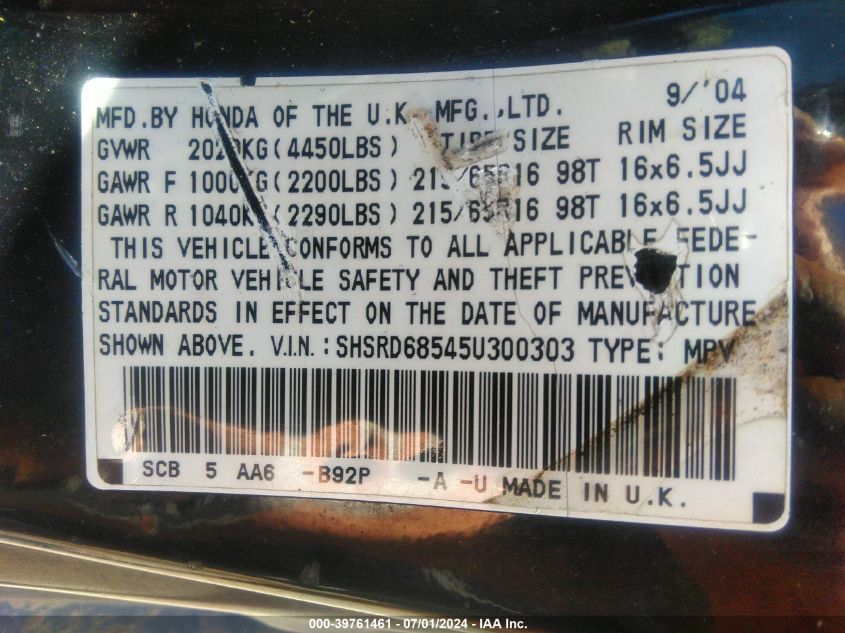 9/'04
MFD.BY HONDA OF THE U.K. MFG.,LTD.
GVWR 2020KG(4450LBS) TIRE SIZE RIM SIZE
GAWR F 1000KG(2200LBS) 215/65R16 98T 16x6.5JJ
GAWR R 1040KG(2290LBS) 215/65R16 98T 16x6.5JJ
THIS VEHICLE CONFORMS TO ALL APPLICABLE FEDE-
RAL MOTOR VEHICLE SAFETY AND THEFT PREVENTION
STANDARDS IN EFFECT ON THE DATE OF MANUFACTURE
SHOWN ABOVE. V.I.N.:SHSRD68545U300303 TYPE: MPV
SCB 5 AA6 -B92P -A -U MADE IN U.K.
000-39761461 - 07/01/2024 - IAA Inc.